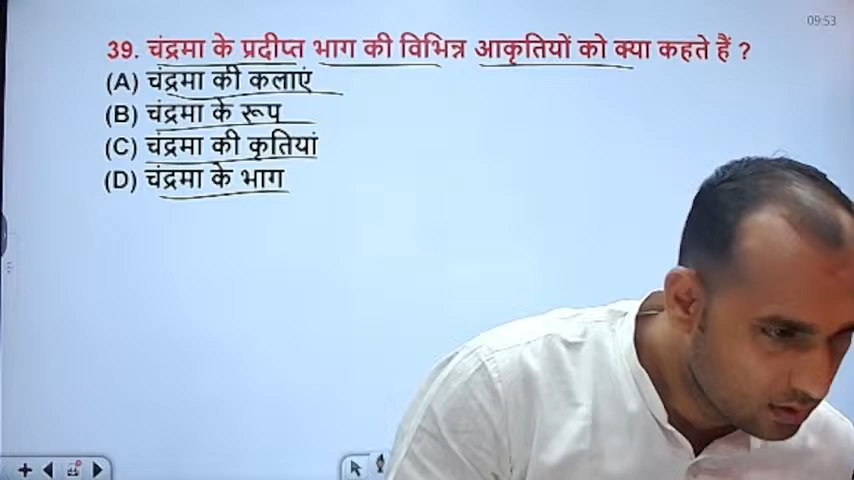 09:53
39. चंद्रमा के प्रदीप्त भाग की विभिन्न आकृतियों को क्या कहते हैं ?
(A) चंद्रमा की कलाएं
(B) चंद्रमा के रूप
(C) चंद्रमा की कृतियां
(D) चंद्रमा के भाग